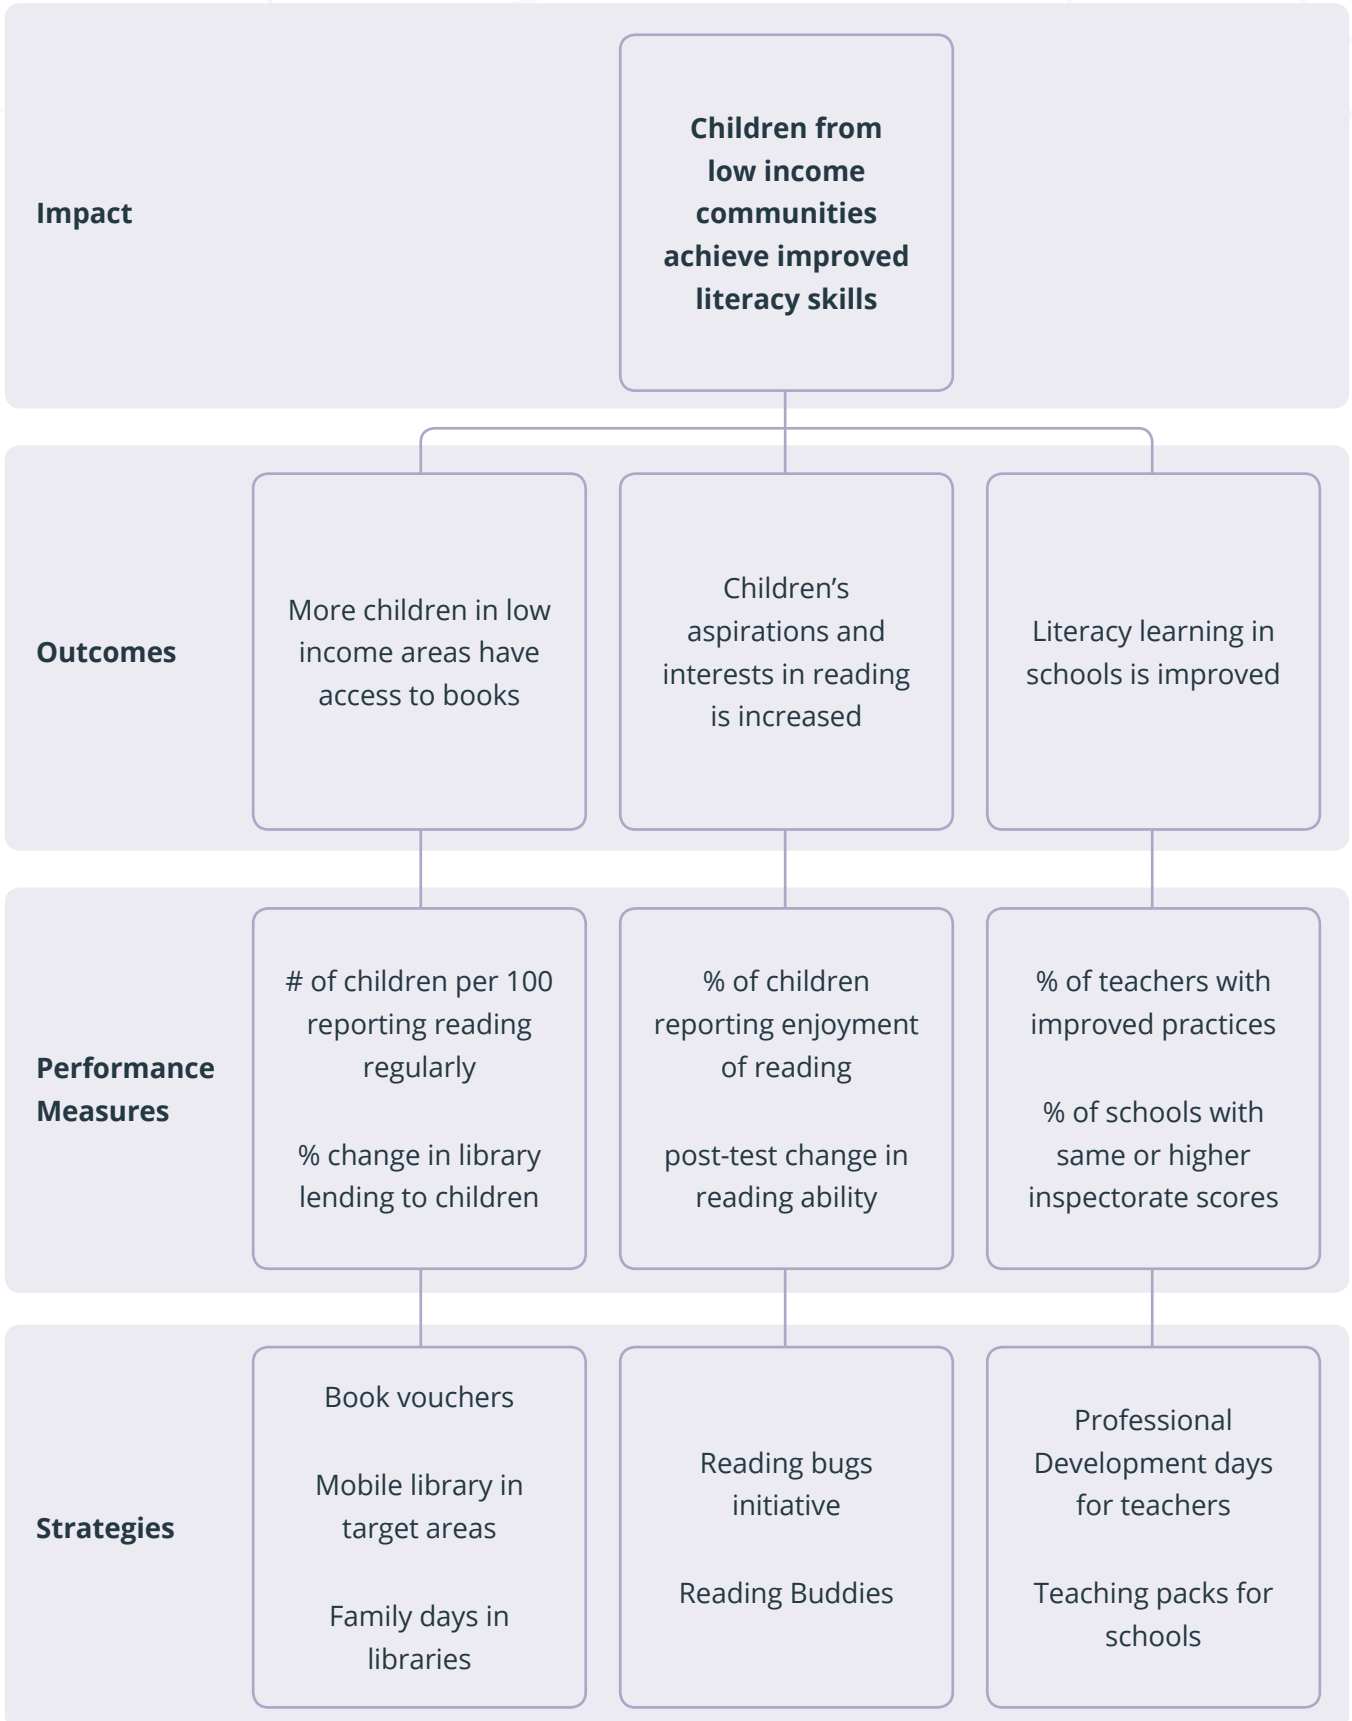 Impact
Children from
low income
communities
achieve improved
literacy skills
Outcomes
More children in low
income areas have
access to books
Children’s
aspirations and
interests in reading
is increased
Literacy learning in
schools is improved
Performance
Measures
# of children per 100
reporting reading
regularly
% change in library
lending to children
% of children
reporting enjoyment
of reading
post-test change in
reading ability
% of teachers with
improved practices
% of schools with
same or higher
inspectorate scores
Strategies
Book vouchers
Mobile library in
target areas
Family days in
libraries
Reading bugs
initiative
Reading Buddies
Professional
Development days
for teachers
Teaching packs for
schools